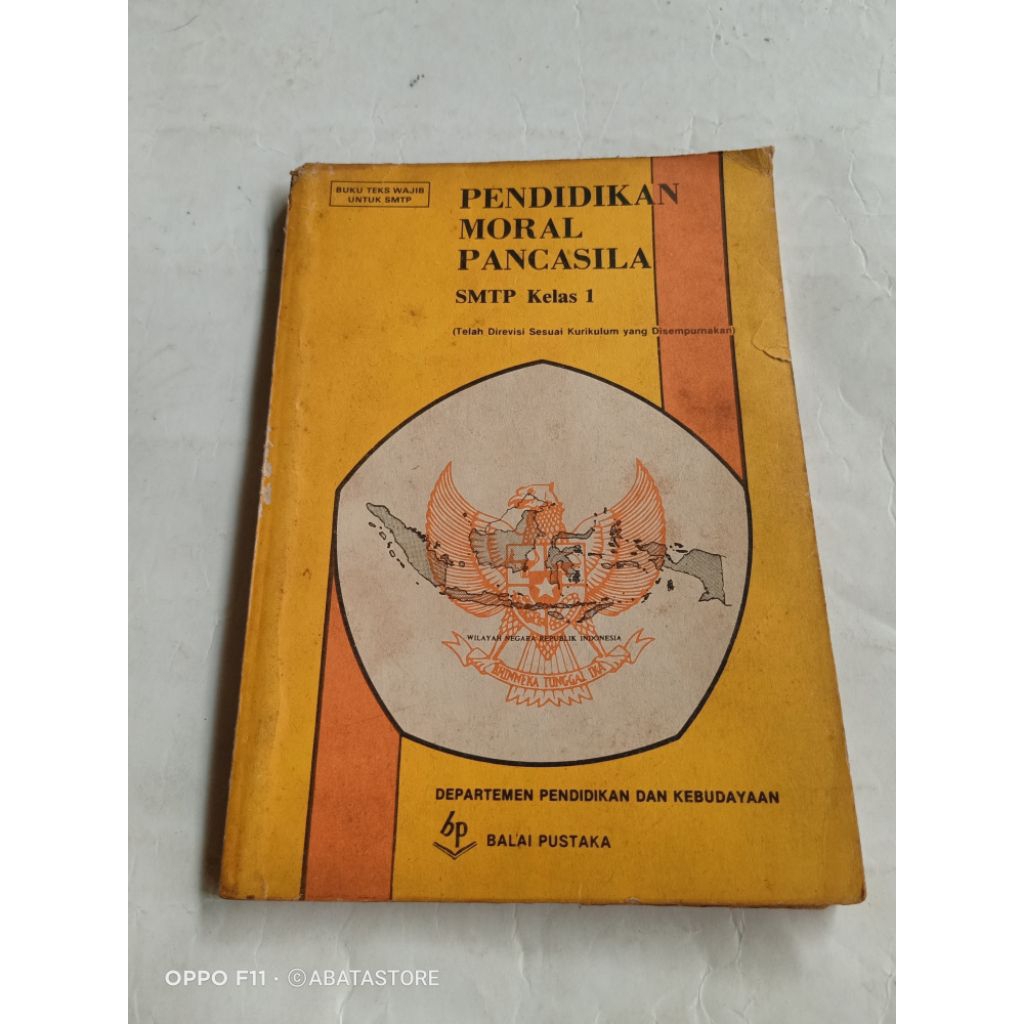 BUKU TEKS WAJIB
UNTUK SMTP
PENDIDIKAN
MORAL
PANCASILA
SMTP Kelas 1
(Telah Direvisi Sesuai Kurikulum yang Disempurnakan)
WILAYAH NEGARA REPUBLIK INDONESIA
BHINNEKA TUNGGAL IKA
DEPARTEMEN PENDIDIKAN DAN KEBUDAYAAN
bp
BALAI PUSTAKA
OPPO F11 · ©ABATASTORE